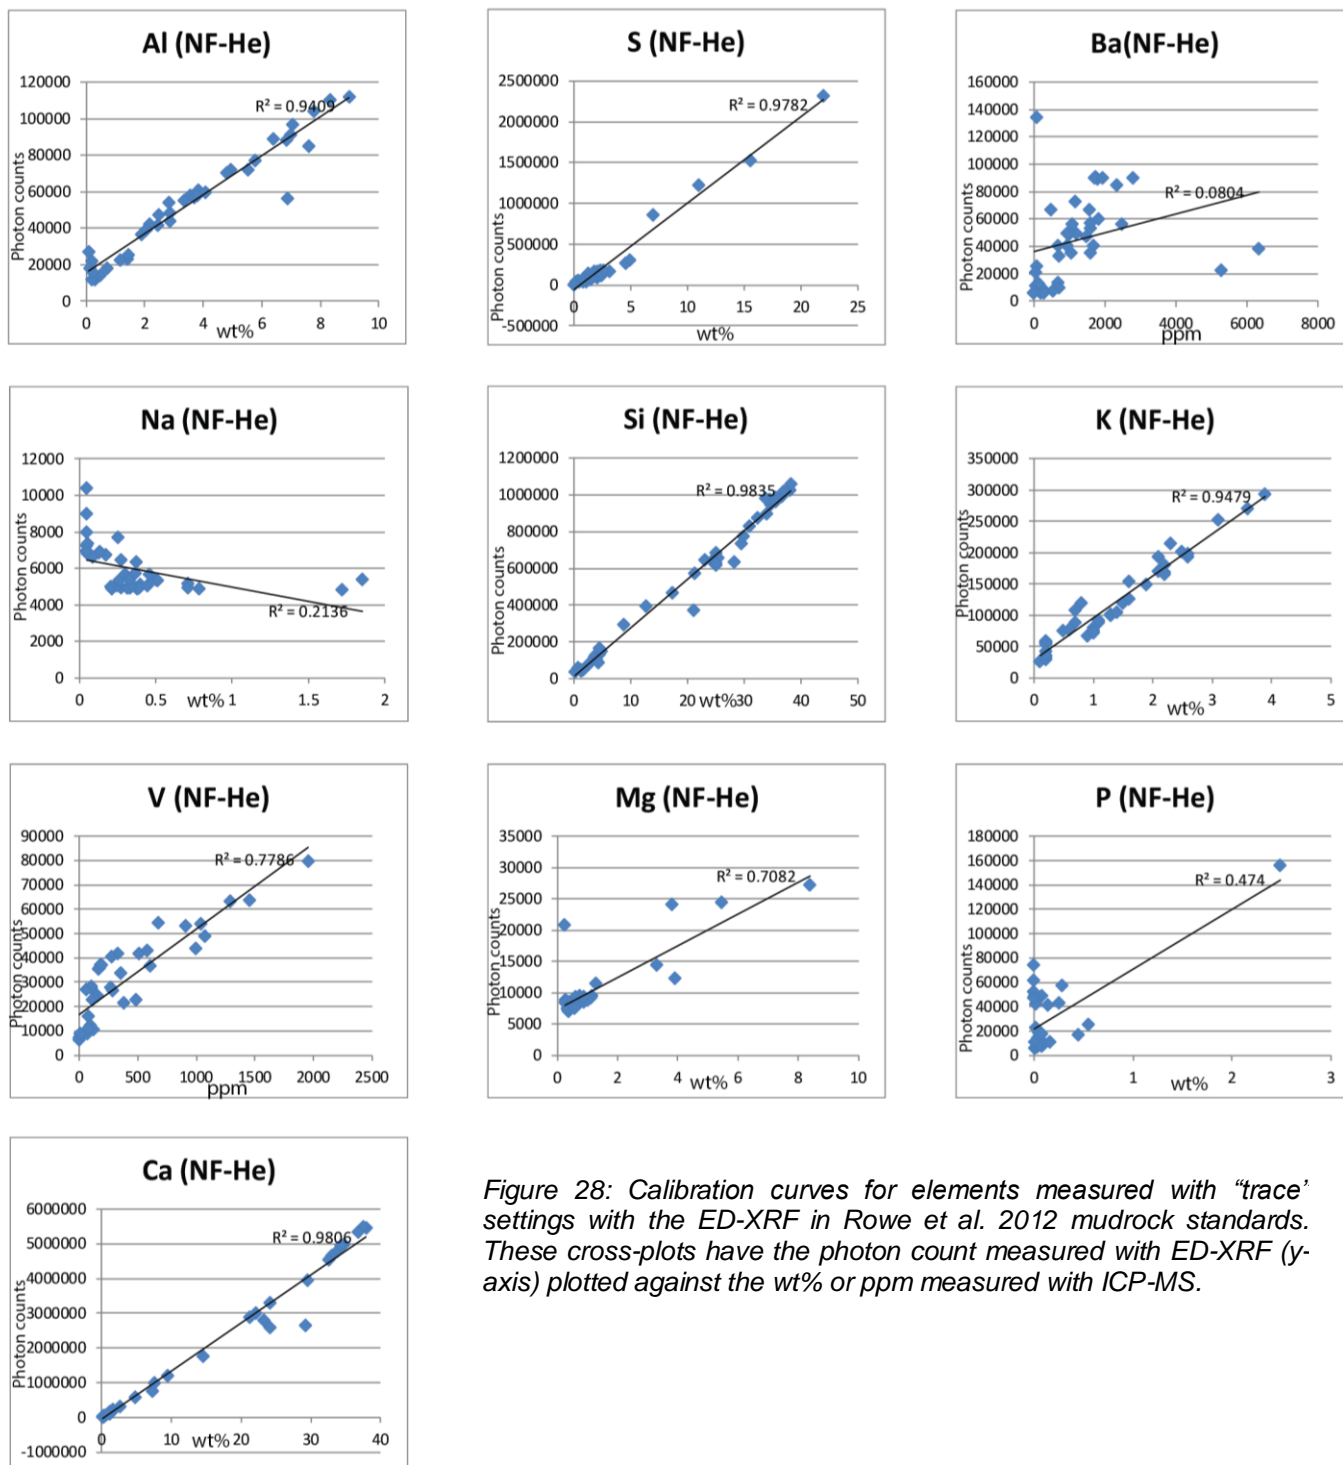 Al (NF-He)
Photon counts
120000
100000
80000
60000
40000
20000
0
R² = 0.9409
0 2 4 6 8 10
wt%
S (NF-He)
Photon counts
2500000
2000000
1500000
1000000
500000
0
-500000
R² = 0.9782
0 5 10 15 20 25
wt%
Ba(NF-He)
Photon counts
160000
140000
120000
100000
80000
60000
40000
20000
0
R² = 0.0804
0 2000 4000 6000 8000
ppm
Na (NF-He)
Photon counts
12000
10000
8000
6000
4000
2000
0
R² = 0.2136
0 0.5 1 1.5 2
wt%
Si (NF-He)
Photon counts
1200000
1000000
800000
600000
400000
200000
0
R² = 0.9835
0 10 20 30 40 50
wt%
K (NF-He)
Photon counts
350000
300000
250000
200000
150000
100000
50000
0
R² = 0.9479
0 1 2 3 4 5
wt%
V (NF-He)
Photon counts
90000
80000
70000
60000
50000
40000
30000
20000
10000
0
R² = 0.7786
0 500 1000 1500 2000 2500
ppm
Mg (NF-He)
Photon counts
35000
30000
25000
20000
15000
10000
5000
0
R² = 0.7082
0 2 4 6 8 10
wt%
P (NF-He)
Photon counts
180000
160000
140000
120000
100000
80000
60000
40000
20000
0
R² = 0.474
0 1 2 3
wt%
Ca (NF-He)
Photon counts
6000000
5000000
4000000
3000000
2000000
1000000
0
-1000000
R² = 0.9806
0 10 20 30 40
wt%
Figure 28: Calibration curves for elements measured with “trace’
settings with the ED-XRF in Rowe et al. 2012 mudrock standards.
These cross-plots have the photon count measured with ED-XRF (y-
axis) plotted against the wt% or ppm measured with ICP-MS.